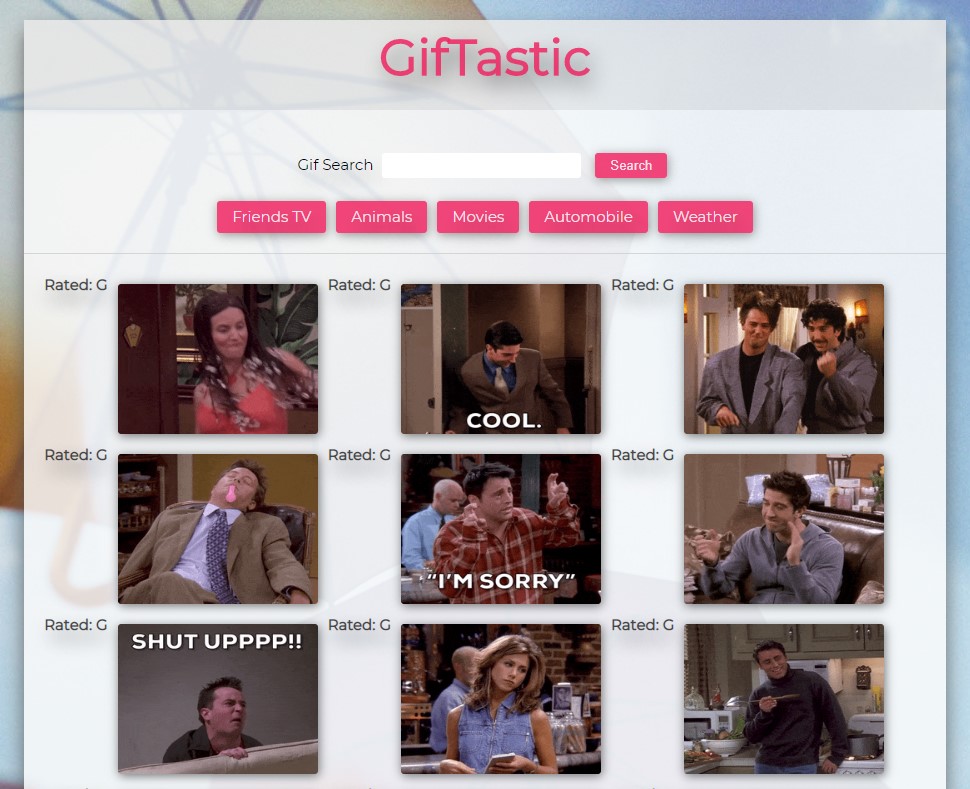 GifTastic
Gif Search
Search
Friends TV
Animals
Movies
Automobile
Weather
Rated: G
Rated: G
Rated: G
COOL.
Rated: G
Rated: G
Rated: G
"I'M SORRY"
Rated: G
Rated: G
Rated: G
SHUT UPPPP!!